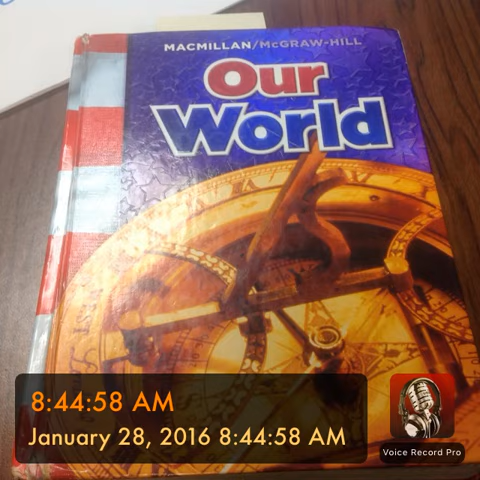 MACMILLAN/McGRAW-HILL
Our
World
8:44:58 AM
January 28, 2016 8:44:58 AM
Voice Record Pro